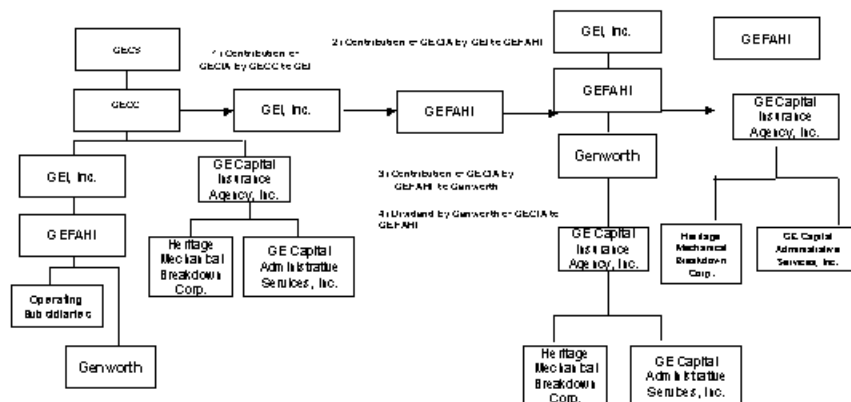 GECS
1) Contribution of
GECIA by GECC to GEI
2) Contribution of GECIA by GEI to GEFAHI
GEI, Inc.
GEFAHI
GECC
GEI, Inc.
GEFAHI
GEFAHI
GE Capital
Insurance
Agency, Inc.
GEI, Inc.
GE Capital
Insurance
Agency, Inc.
3) Contribution of GECIA by
GEFAHI to Genworth
Genworth
GEFAHI
4) Dividend by Genworth of GECIA to
GEFAHI
Heritage
Mechanical
Breakdown
Corp.
GE Capital
Administrative
Services, Inc.
GE Capital
Insurance
Agency, Inc.
Heritage
Mechanical
Breakdown
Corp.
GE Capital
Administrative
Services, Inc.
Operating
Subsidiaries
Genworth
Heritage
Mechanical
Breakdown
Corp.
GE Capital
Administrative
Services, Inc.